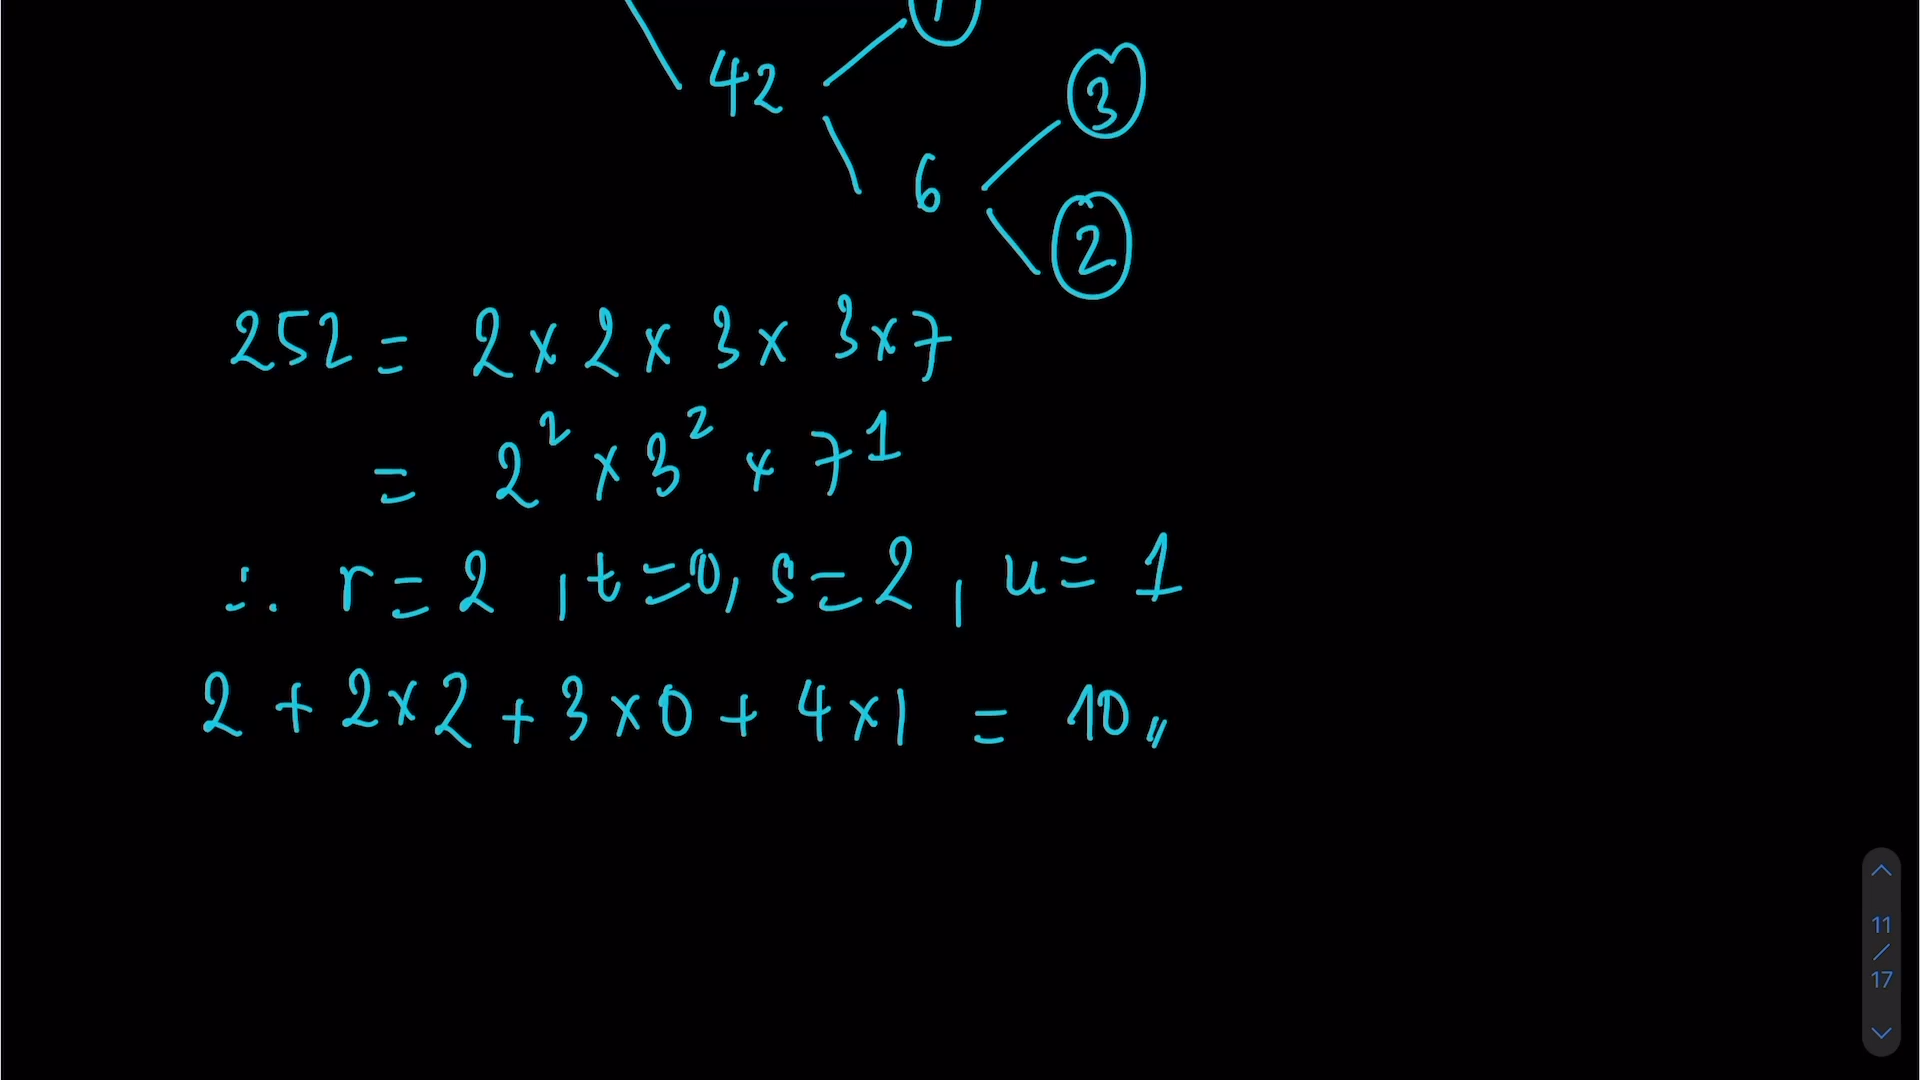 42
3
6
2
252 = 2 x 2 x 3 x 3 x 7
= 2² x 3² x 7¹
∴ r = 2 , t = 0, s = 2 , u = 1
2 + 2 x 2 + 3 x 0 + 4 x 1 = 10 〃
11
/
17